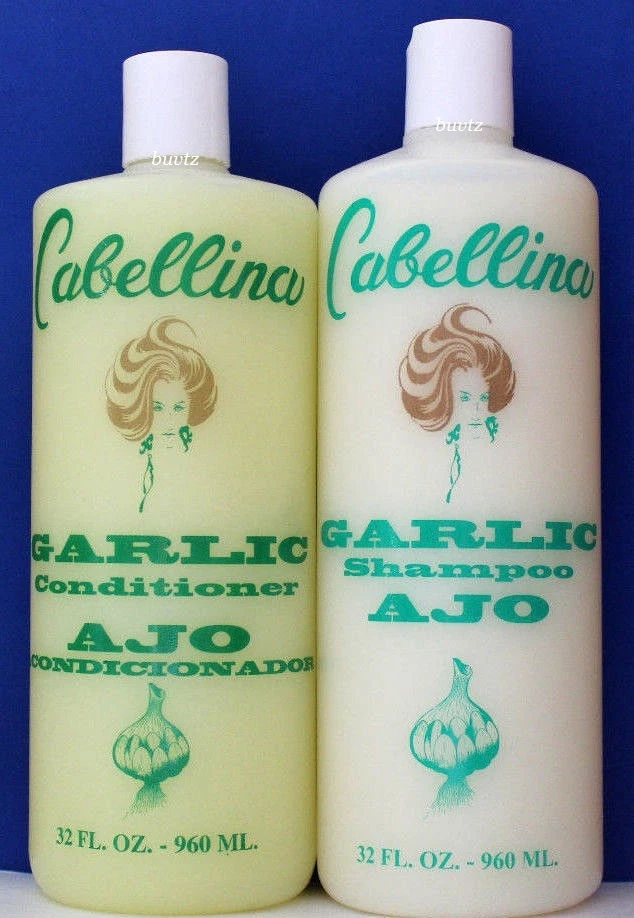 buvtz
Cabellina
GARLIC
Conditioner
AJO
CONDICIONADOR
32 FL. OZ. - 960 ML.
buvtz
Cabellina
GARLIC
Shampoo
AJO
32 FL. OZ. - 960 ML.